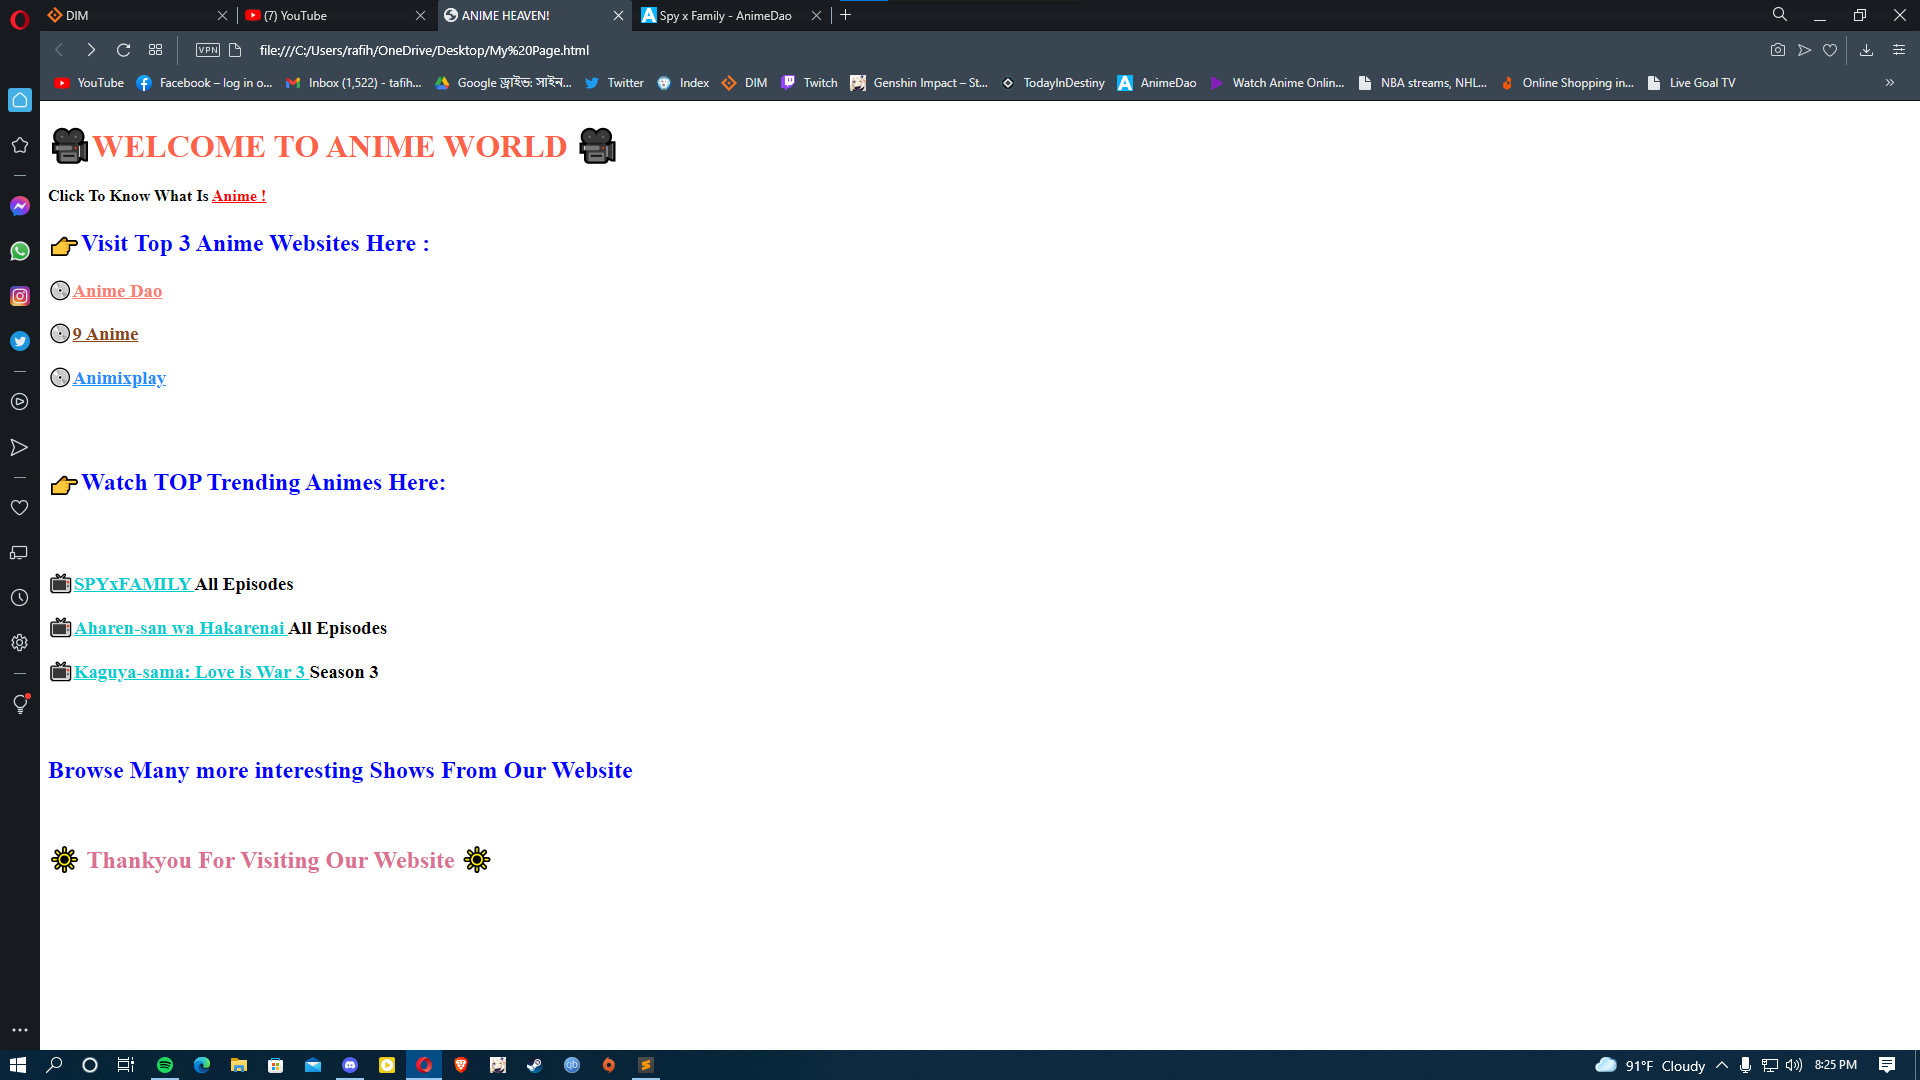 DIM
(7) YouTube
ANIME HEAVEN!
Spy x Family - AnimeDao
VPN
file:///C:/Users/rafih/OneDrive/Desktop/My%20Page.html
YouTube
Facebook – log in o...
Inbox (1,522) - tafih...
Google ড্রাইভ: সাইন...
Twitter
Index
DIM
Twitch
Genshin Impact – St...
TodayInDestiny
AnimeDao
Watch Anime Onlin...
NBA streams, NHL...
Online Shopping in...
Live Goal TV
WELCOME TO ANIME WORLD
Click To Know What Is Anime !
Visit Top 3 Anime Websites Here :
Anime Dao
9 Anime
Animixplay
Watch TOP Trending Animes Here:
SPYxFAMILY All Episodes
Aharen-san wa Hakarenai All Episodes
Kaguya-sama: Love is War 3 Season 3
Browse Many more interesting Shows From Our Website
Thankyou For Visiting Our Website
91°F Cloudy
8:25 PM